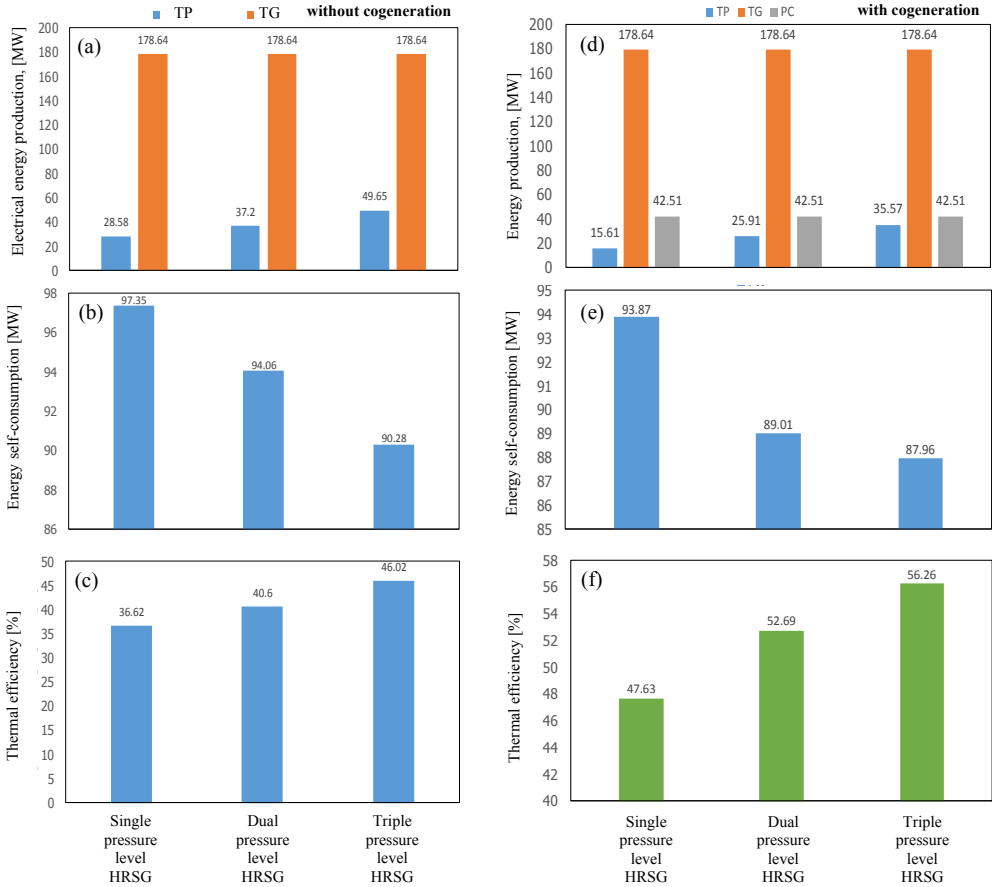 TP TG without cogeneration
(a)
Electrical energy production, [MW]
200
180
160
140
120
100
80
60
40
20
0
28.58
178.64
37.2
178.64
49.65
178.64
(b)
Energy self-consumption [MW]
98
96
94
92
90
88
86
97.35
94.06
90.28
(c)
Thermal efficiency [%]
50
45
40
35
30
25
20
15
10
5
0
36.62
40.6
46.02
Single
pressure
level
HRSG
Dual
pressure
level
HRSG
Triple
pressure
level
HRSG
TP TG PC with cogeneration
(d)
Energy production, [MW]
200
180
160
140
120
100
80
60
40
20
0
15.61
178.64
42.51
25.91
178.64
42.51
35.57
178.64
42.51
(e)
Energy self-consumption [MW]
95
94
93
92
91
90
89
88
87
86
85
93.87
89.01
87.96
(f)
Thermal efficiency [%]
58
56
54
52
50
48
46
44
42
40
47.63
52.69
56.26
Single
pressure
level
HRSG
Dual
pressure
level
HRSG
Triple
pressure
level
HRSG